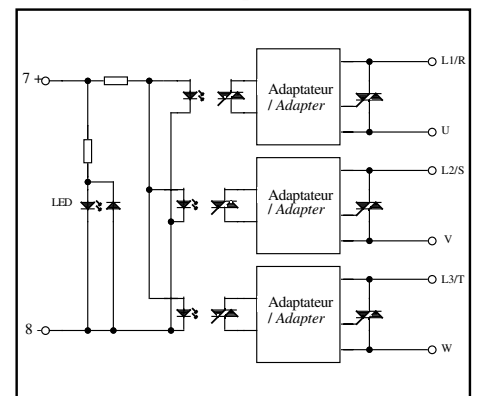 L1/R
7 +
Adaptateur
/ Adapter
U
L2/S
Adaptateur
/ Adapter
LED
V
L3/T
Adaptateur
/ Adapter
8 -
W